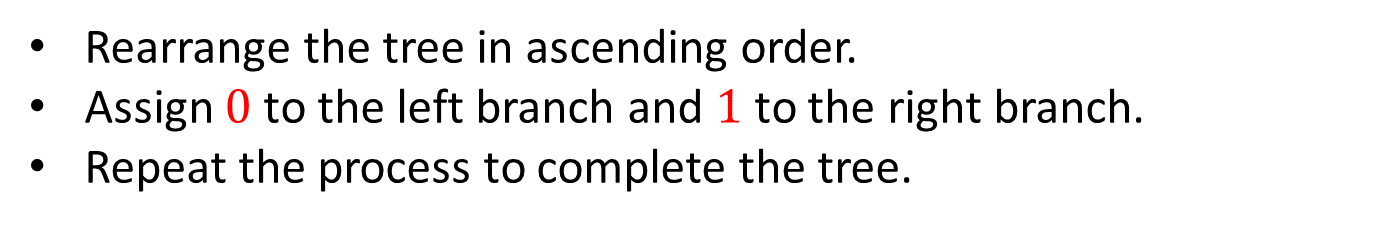 • Rearrange the tree in ascending order.
• Assign 0 to the left branch and 1 to the right branch.
• Repeat the process to complete the tree.